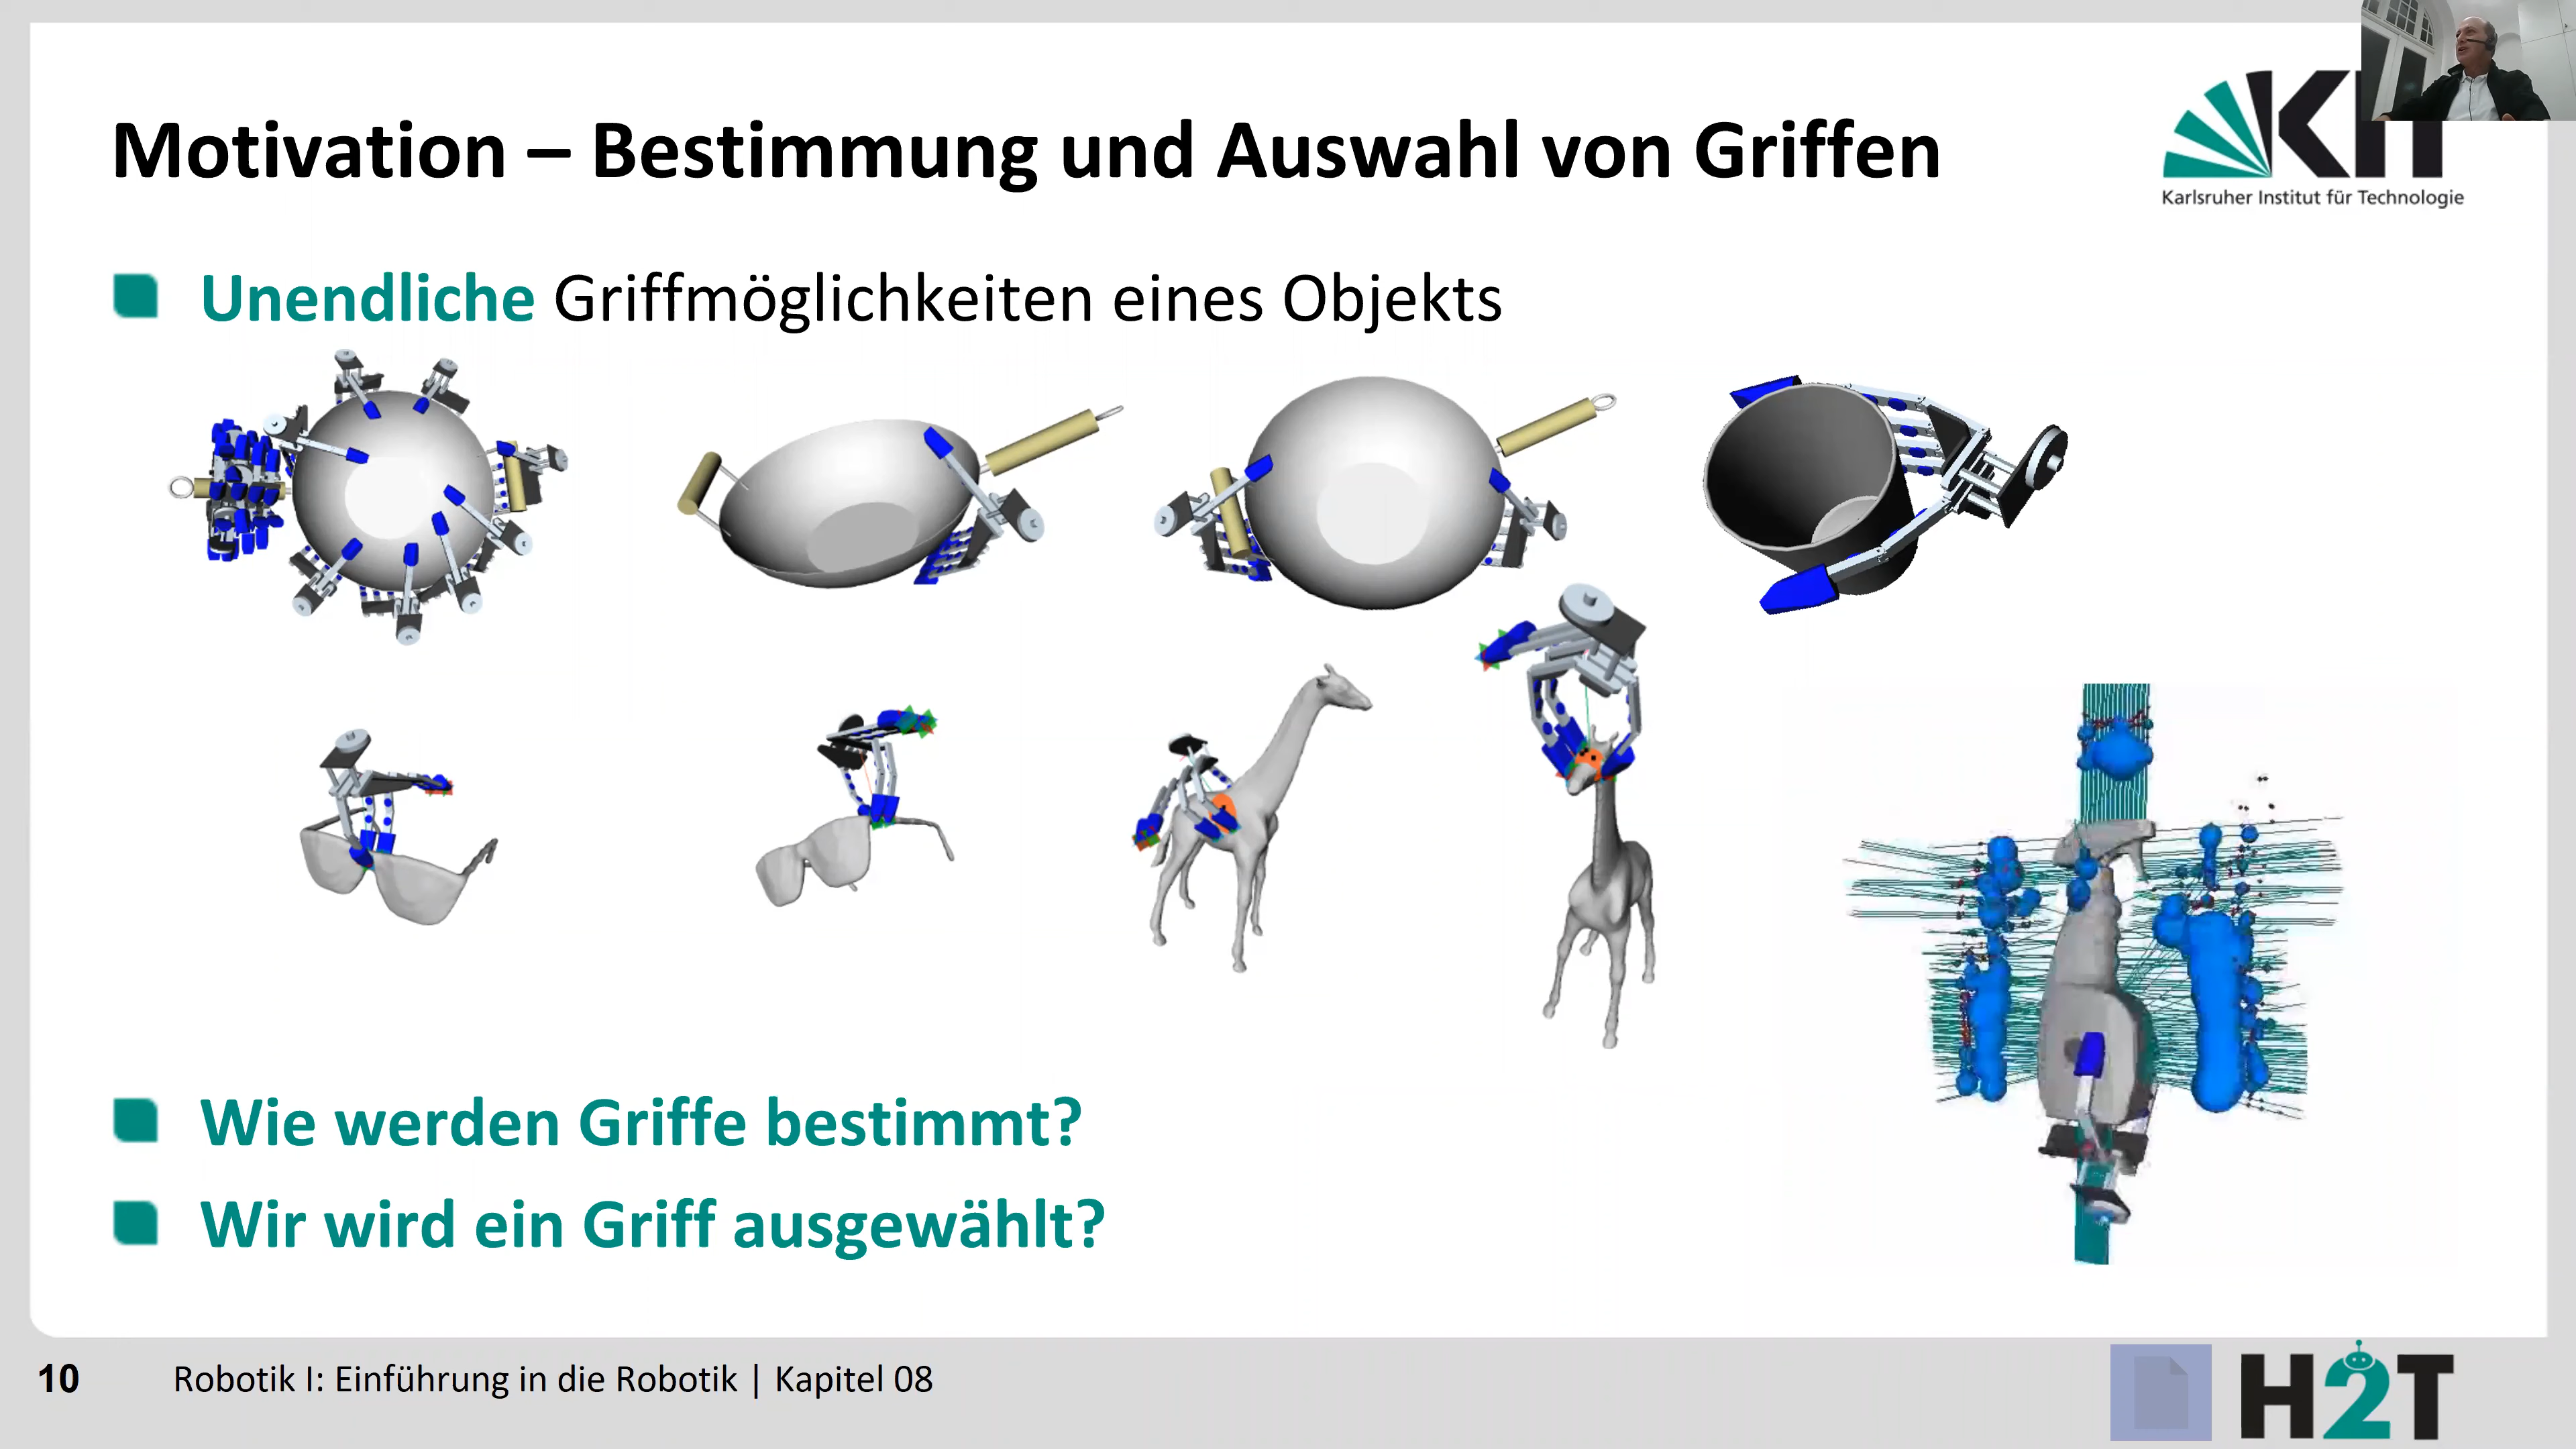 Motivation – Bestimmung und Auswahl von Griffen
KIT
Karlsruher Institut für Technologie
Unendliche Griffmöglichkeiten eines Objekts
Wie werden Griffe bestimmt?
Wir wird ein Griff ausgewählt?
10 Robotik I: Einführung in die Robotik | Kapitel 08
H2T